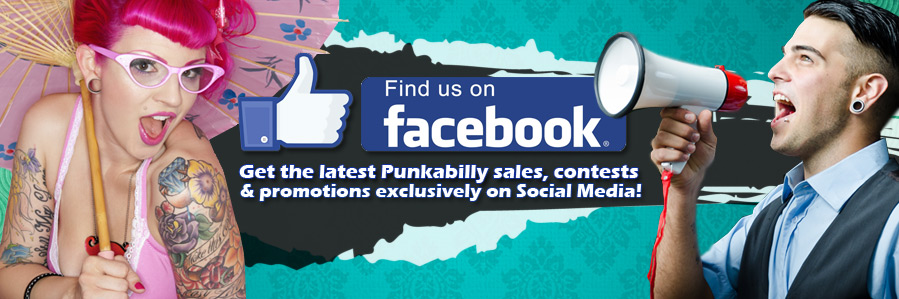 Find us on
facebook®
Get the latest Punkabilly sales, contests
& promotions exclusively on Social Media!